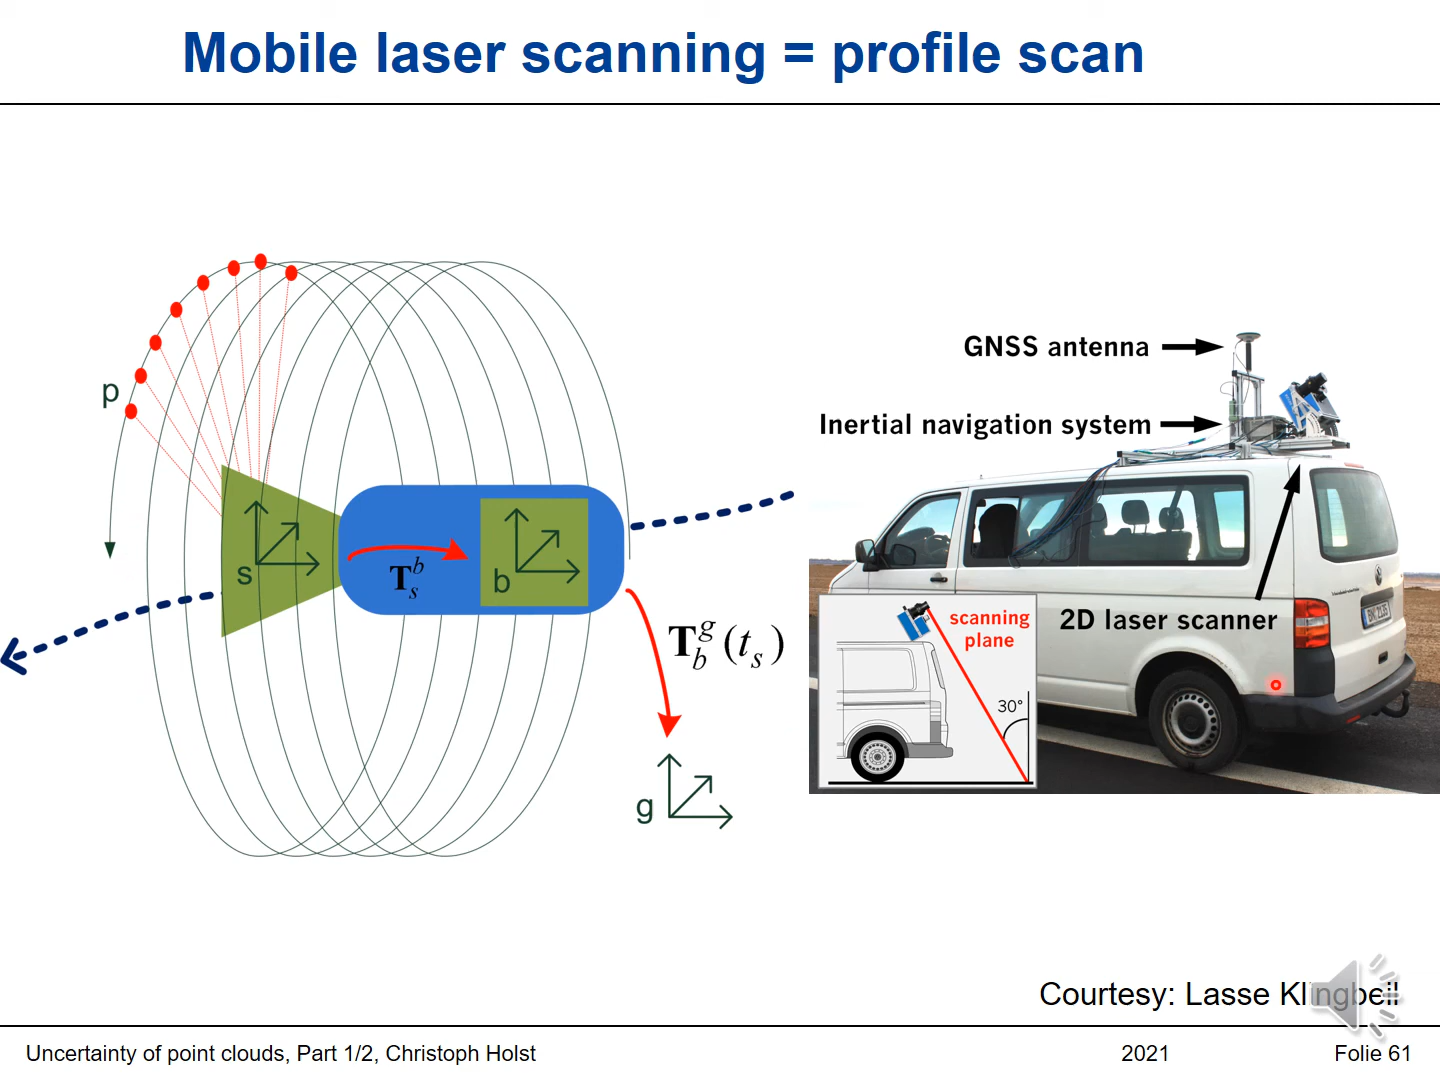 Mobile laser scanning = profile scan
p
s
T_s^b
b
T_b^g (t_s)
g
GNSS antenna
Inertial navigation system
2D laser scanner
scanning
plane
30°
Courtesy: Lasse Klingbeil
Uncertainty of point clouds, Part 1/2, Christoph Holst
2021
Folie 61